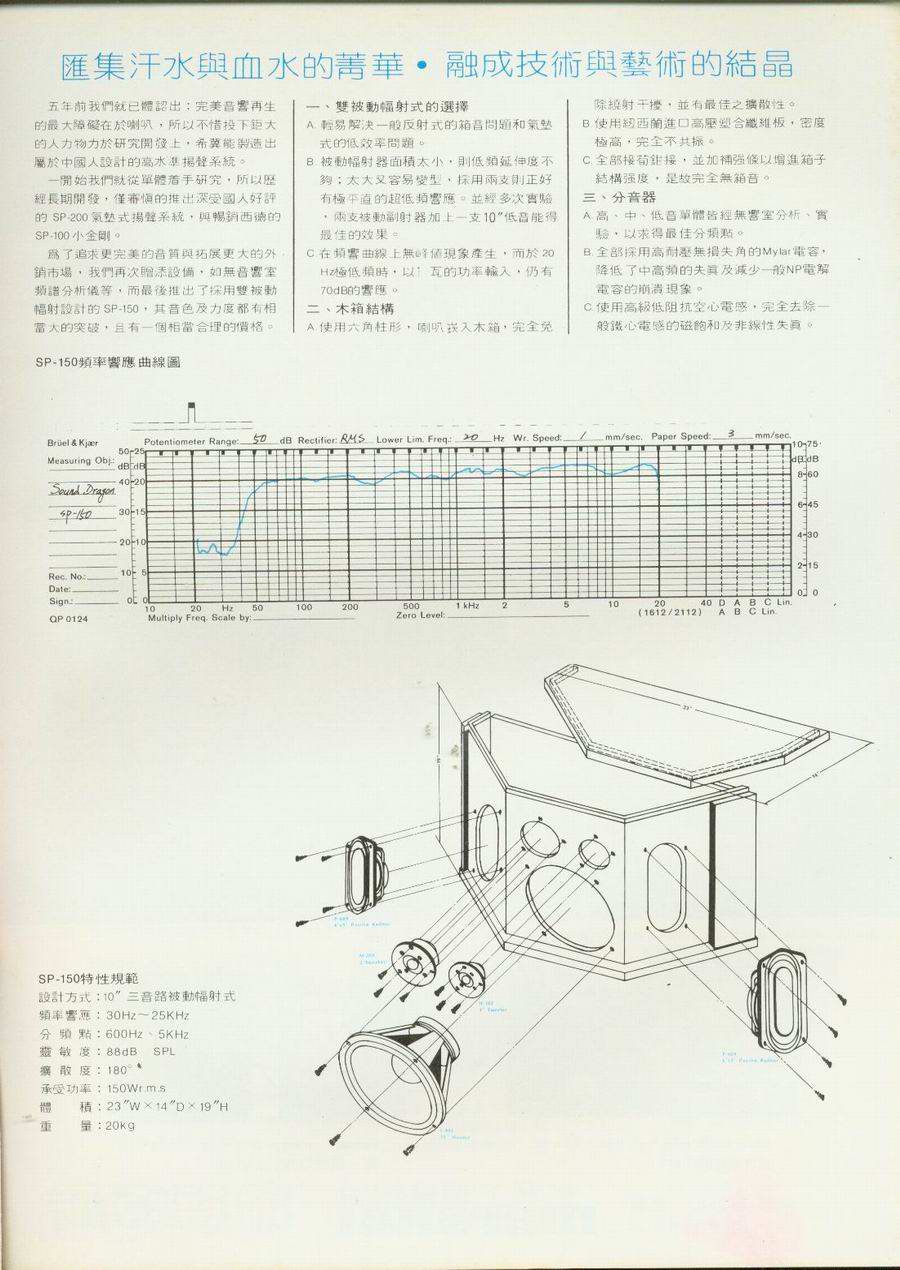 匯集汗水與血水的菁華•融成技術與藝術的結晶
五年前我們就已體認出：完美音響再生
的最大障礙在於喇叭，所以不惜投下鉅大
的人力物力於研究開發上，希冀能製造出
屬於中國人設計的高水準揚聲系統。
一開始我們就從單體着手研究，所以歷
經長期開發，僅審慎的推出深受國人好評
的 SP-200 氣墊式揚聲系統，與暢銷西德的
SP-100 小金剛。
為了追求更完美的音質與拓展更大的外
銷市場，我們再次贈添設備，如無音響室
頻譜分析儀等，而最後推出了採用雙被動
幅射設計的 SP-150，其音色及力度都有相
當大的突破，且有一個相當合理的價格。
一、雙被動幅射式的選擇
A. 輕易解決一般反射式的箱音問題和氣墊
式的低效率問題。
B. 被動幅射器面積太小，則低頻延伸度不
夠；太大又容易變型，採用兩支則正好
有極平直的超低頻響應。並經多次實驗
，兩支被動副射器加上一支10″低音能得
最佳的效果。
C. 在頻響曲線上無峰值現象產生，而於 20
Hz極低頻時，以1 瓦的功率輸入，仍有
70dB的響應。
二、木箱結構
A. 使用六角柱形，喇叭崁入木箱，完全免
除繞射干擾，並有最佳之擴散性。
B. 使用紐西蘭進口高壓塑合纖維板，密度
極高，完全不共振。
C. 全部接荀鉗接，並加補強條以增進箱子
結構强度，是故完全無箱音。
三、分音器
A. 高、中、低音單體皆經無響室分析、實
驗，以求得最佳分頻點。
B. 全部採用高耐壓無損失角的Mylar電容，
降低了中高頻的失真及減少一般NP電解
電容的崩潰現象。
C. 使用高級低阻抗空心電感，完全去除一
般鐵心電感的磁飽和及非線性失真。
SP-150頻率響應曲線圖
Brüel & Kjær Potentiometer Range: 50 dB Rectifier: RMS Lower Lim. Freq.: 20 Hz Wr. Speed: / mm/sec. Paper Speed: 3 mm/sec.
Measuring Obj.:
Sound Dragon
SP-150
Rec. No.:
Date:
Sign.:
QP 0124
50 25
dB dB
40 20
30 15
20 10
10 5
0 0
10 75
dB dB
8 60
6 45
4 30
2 15
0 0
10 20 Hz 50 100 200 500 1 kHz 2 5 10 20 40 D A B C Lin.
Multiply Freq. Scale by: Zero Level: (1612/2112) A B C Lin.
23"
14"
SP-150特性規範
設計方式：10″ 三音路被動幅射式
頻率響應：30Hz～25KHz
分 頻 點：600Hz、5KHz
靈 敏 度：88dB SPL
擴 散 度：180°
承受功率：150Wr.m.s
體 積：23″W×14″D×19″H
重 量：20kg